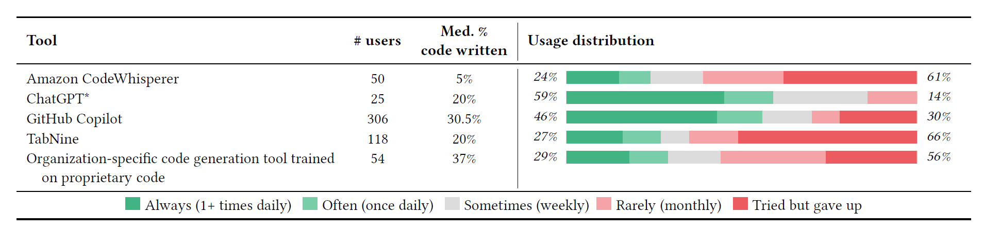 Tool # users Med. % code written Usage distribution
Amazon CodeWhisperer 50 5% 24% 61%
ChatGPT* 25 20% 59% 14%
GitHub Copilot 306 30.5% 46% 30%
TabNine 118 20% 27% 66%
Organization-specific code generation tool trained 54 37% 29% 56%
on proprietary code
Always (1+ times daily) Often (once daily) Sometimes (weekly) Rarely (monthly) Tried but gave up